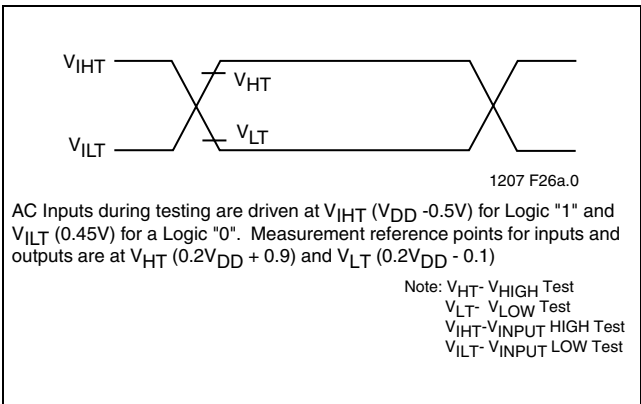 VIHT
VHT
VLT
VILT
1207 F26a.0
AC Inputs during testing are driven at VIHT (VDD -0.5V) for Logic "1" and
VILT (0.45V) for a Logic "0". Measurement reference points for inputs and
outputs are at VHT (0.2VDD + 0.9) and VLT (0.2VDD - 0.1)
Note: VHT- VHIGH Test
VLT- VLOW Test
VIHT-VINPUT HIGH Test
VILT- VINPUT LOW Test